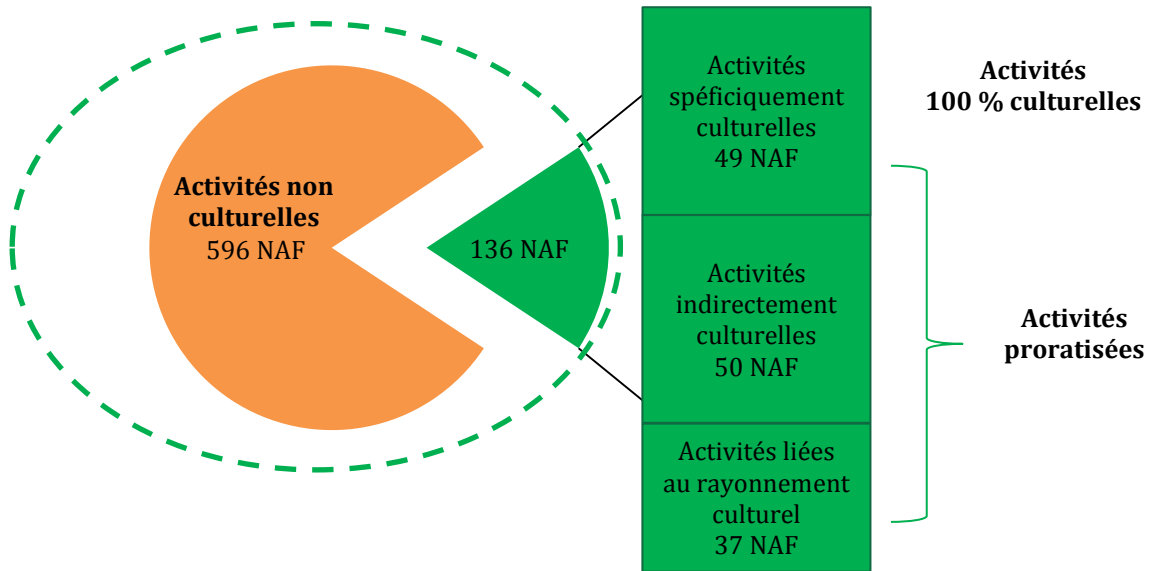 Activités non
culturelles
596 NAF
136 NAF
Activités
spéficiquement
culturelles
49 NAF
Activités
indirectement
culturelles
50 NAF
Activités liées
au rayonnement
culturel
37 NAF
Activités
100 % culturelles
Activités
proratisées